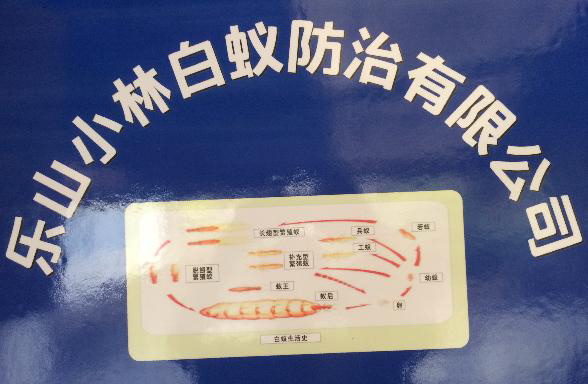 乐山小林白蚁防治有限公司
长翅型繁殖蚁
兵蚁
若蚁
工蚁
补充型
繁殖蚁
脱翅型
繁殖蚁
幼蚁
蚁王
蚁后
卵
白蚁生活史